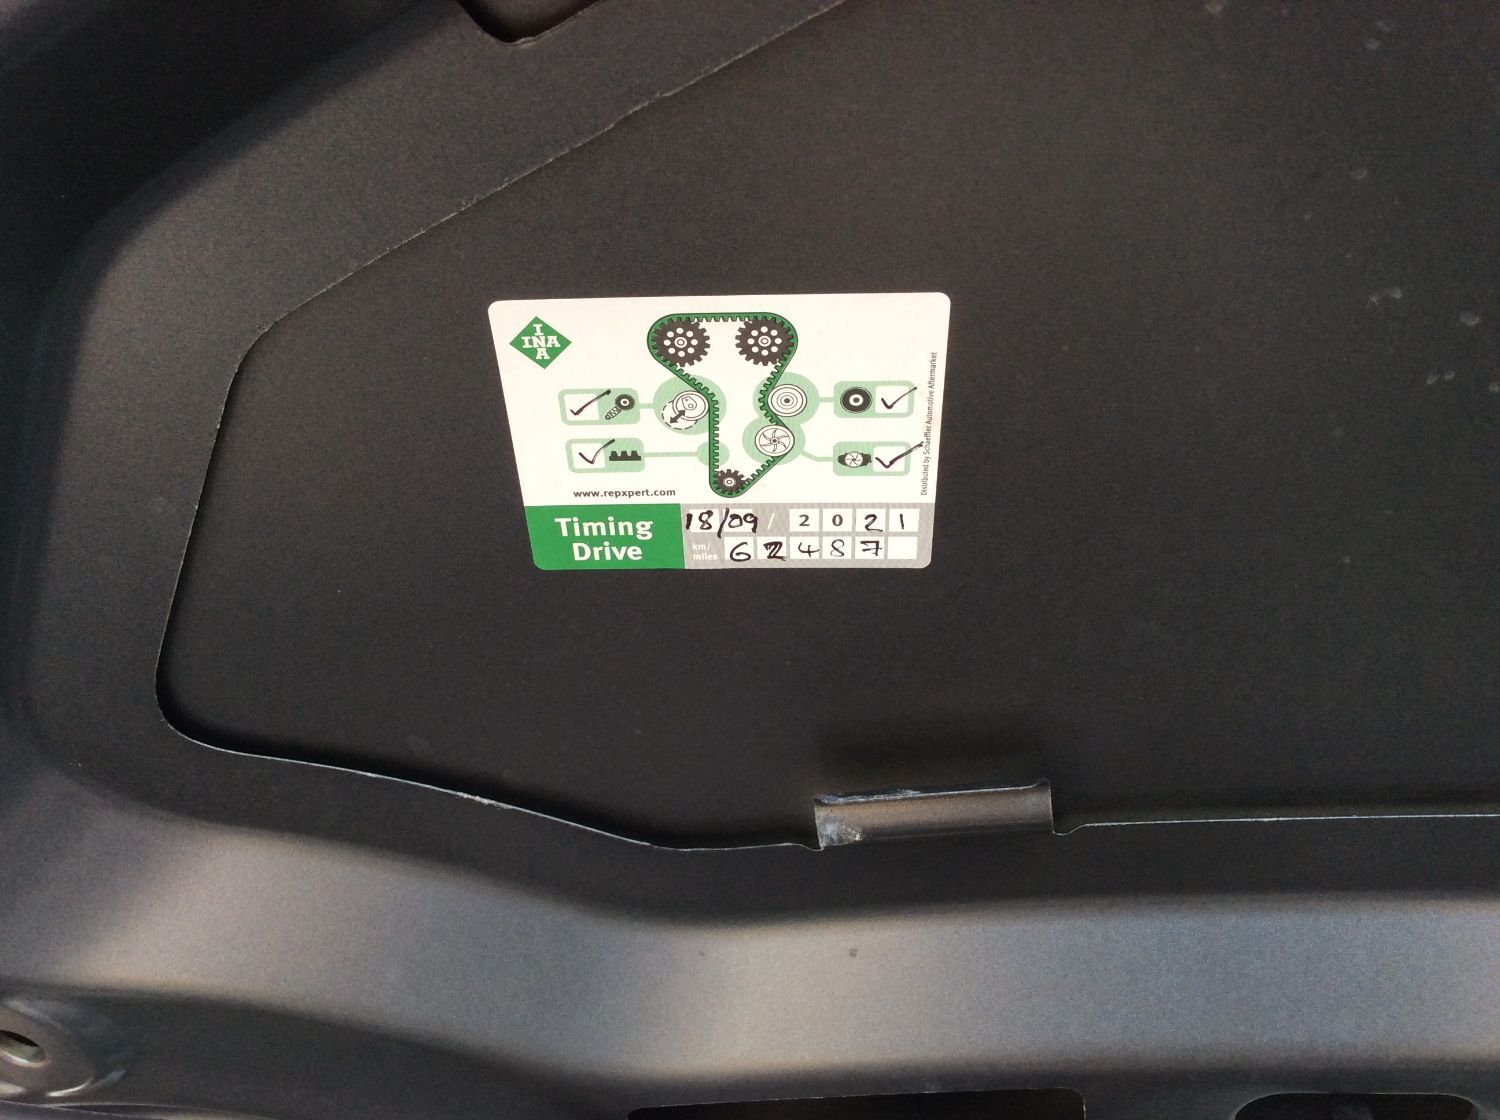 I
INA
A
www.repxpert.com
Distributed by Schaeffler Automotive Aftermarket
Timing
Drive
18/09 / 2021
km/
miles
62487